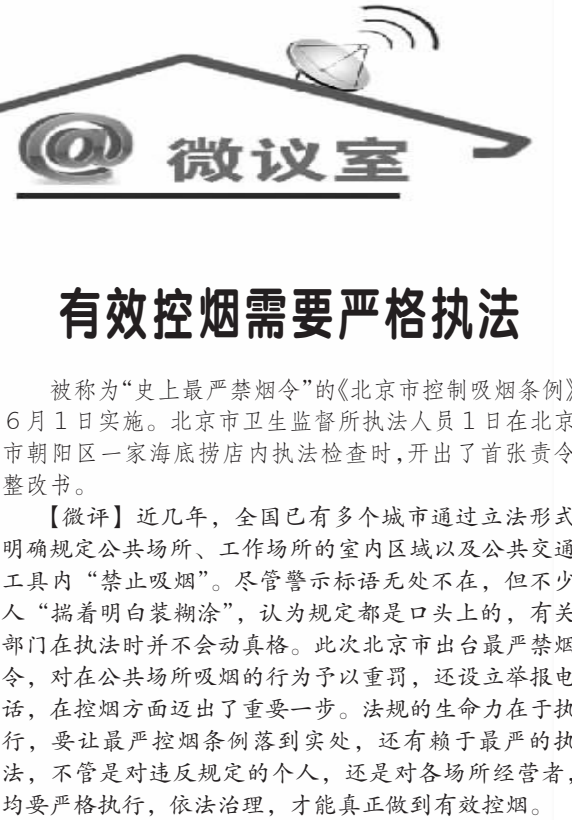 @ 微议室
有效控烟需要严格执法
被称为“史上最严禁烟令”的《北京市控制吸烟条例》
6月1日实施。北京市卫生监督所执法人员1日在北京
市朝阳区一家海底捞店内执法检查时,开出了首张责令
整改书。
【微评】近几年，全国已有多个城市通过立法形式
明确规定公共场所、工作场所的室内区域以及公共交通
工具内“禁止吸烟”。尽管警示标语无处不在，但不少
人“揣着明白装糊涂”，认为规定都是口头上的，有关
部门在执法时并不会动真格。此次北京市出台最严禁烟
令，对在公共场所吸烟的行为予以重罚，还设立举报电
话，在控烟方面迈出了重要一步。法规的生命力在于执
行，要让最严控烟条例落到实处，还有赖于最严的执
法，不管是对违反规定的个人，还是对各场所经营者，
均要严格执行，依法治理，才能真正做到有效控烟。